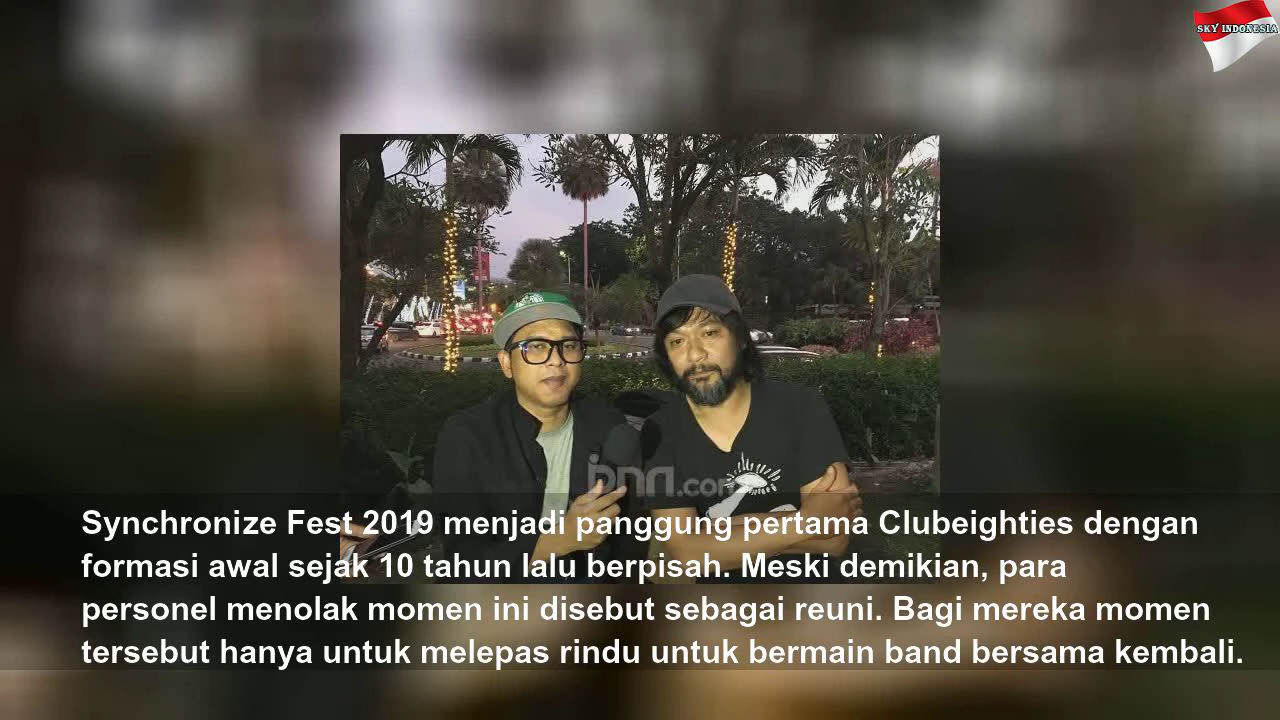 SKY INDONESIA
jpnn.com
Synchronize Fest 2019 menjadi panggung pertama Clubeighties dengan
formasi awal sejak 10 tahun lalu berpisah. Meski demikian, para
personel menolak momen ini disebut sebagai reuni. Bagi mereka momen
tersebut hanya untuk melepas rindu untuk bermain band bersama kembali.